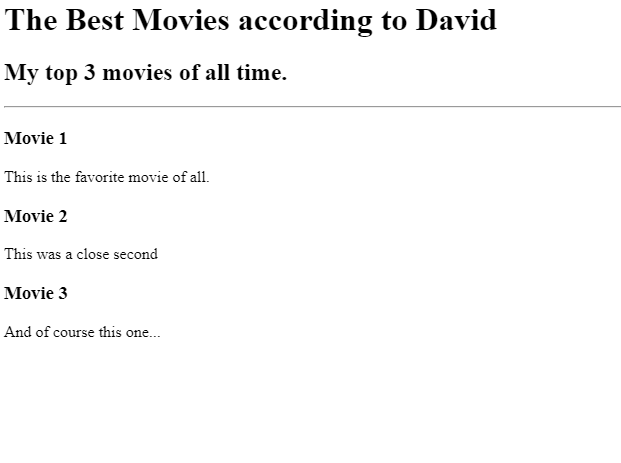 The Best Movies according to David
My top 3 movies of all time.
Movie 1
This is the favorite movie of all.
Movie 2
This was a close second
Movie 3
And of course this one...